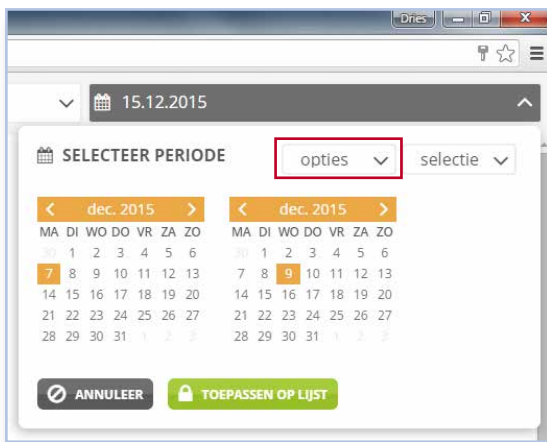 Dries
15.12.2015
SELECTEER PERIODE opties selectie
dec. 2015 dec. 2015
MA DI WO DO VR ZA ZO MA DI WO DO VR ZA ZO
30 1 2 3 4 5 6 30 1 2 3 4 5 6
7 8 9 10 11 12 13 7 8 9 10 11 12 13
14 15 16 17 18 19 20 14 15 16 17 18 19 20
21 22 23 24 25 26 27 21 22 23 24 25 26 27
28 29 30 31 1 2 3 28 29 30 31 1 2 3
ANNULEER TOEPASSEN OP LIJST